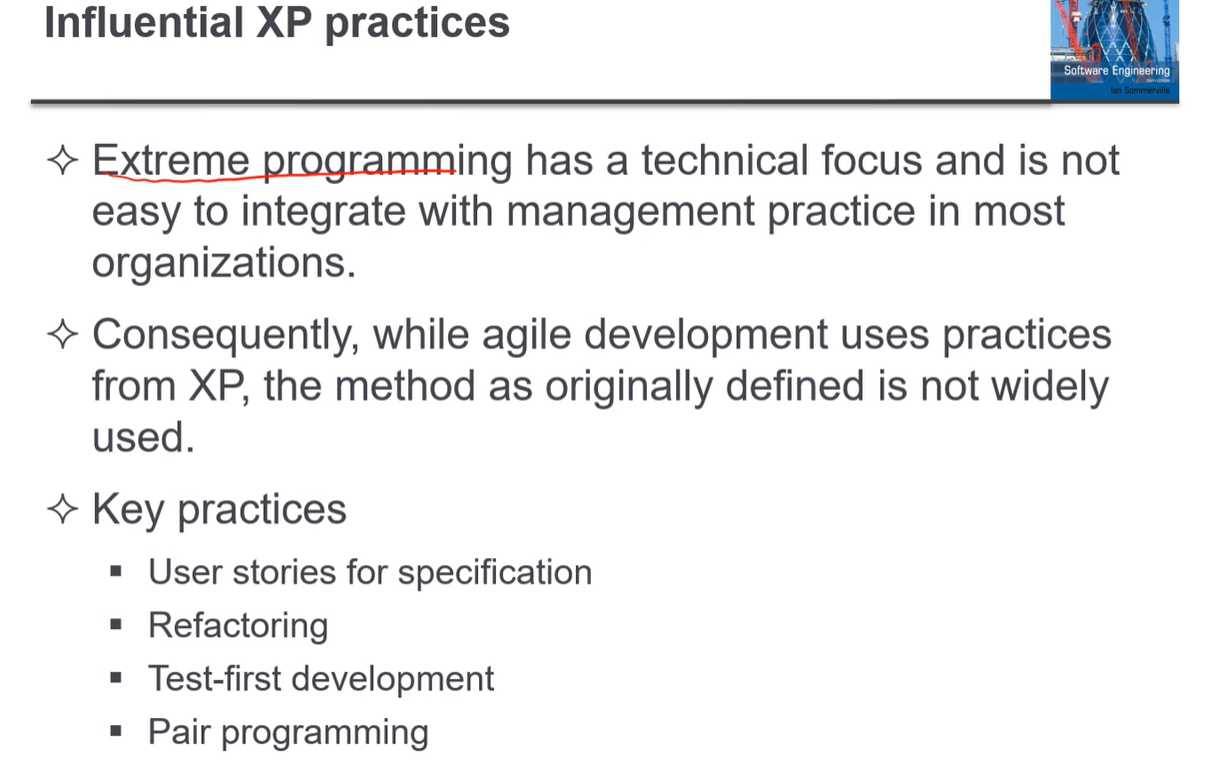 Influential XP practices
Software Engineering
Ian Sommerville
✧ Extreme programming has a technical focus and is not
easy to integrate with management practice in most
organizations.
✧ Consequently, while agile development uses practices
from XP, the method as originally defined is not widely
used.
✧ Key practices
▪ User stories for specification
▪ Refactoring
▪ Test-first development
▪ Pair programming